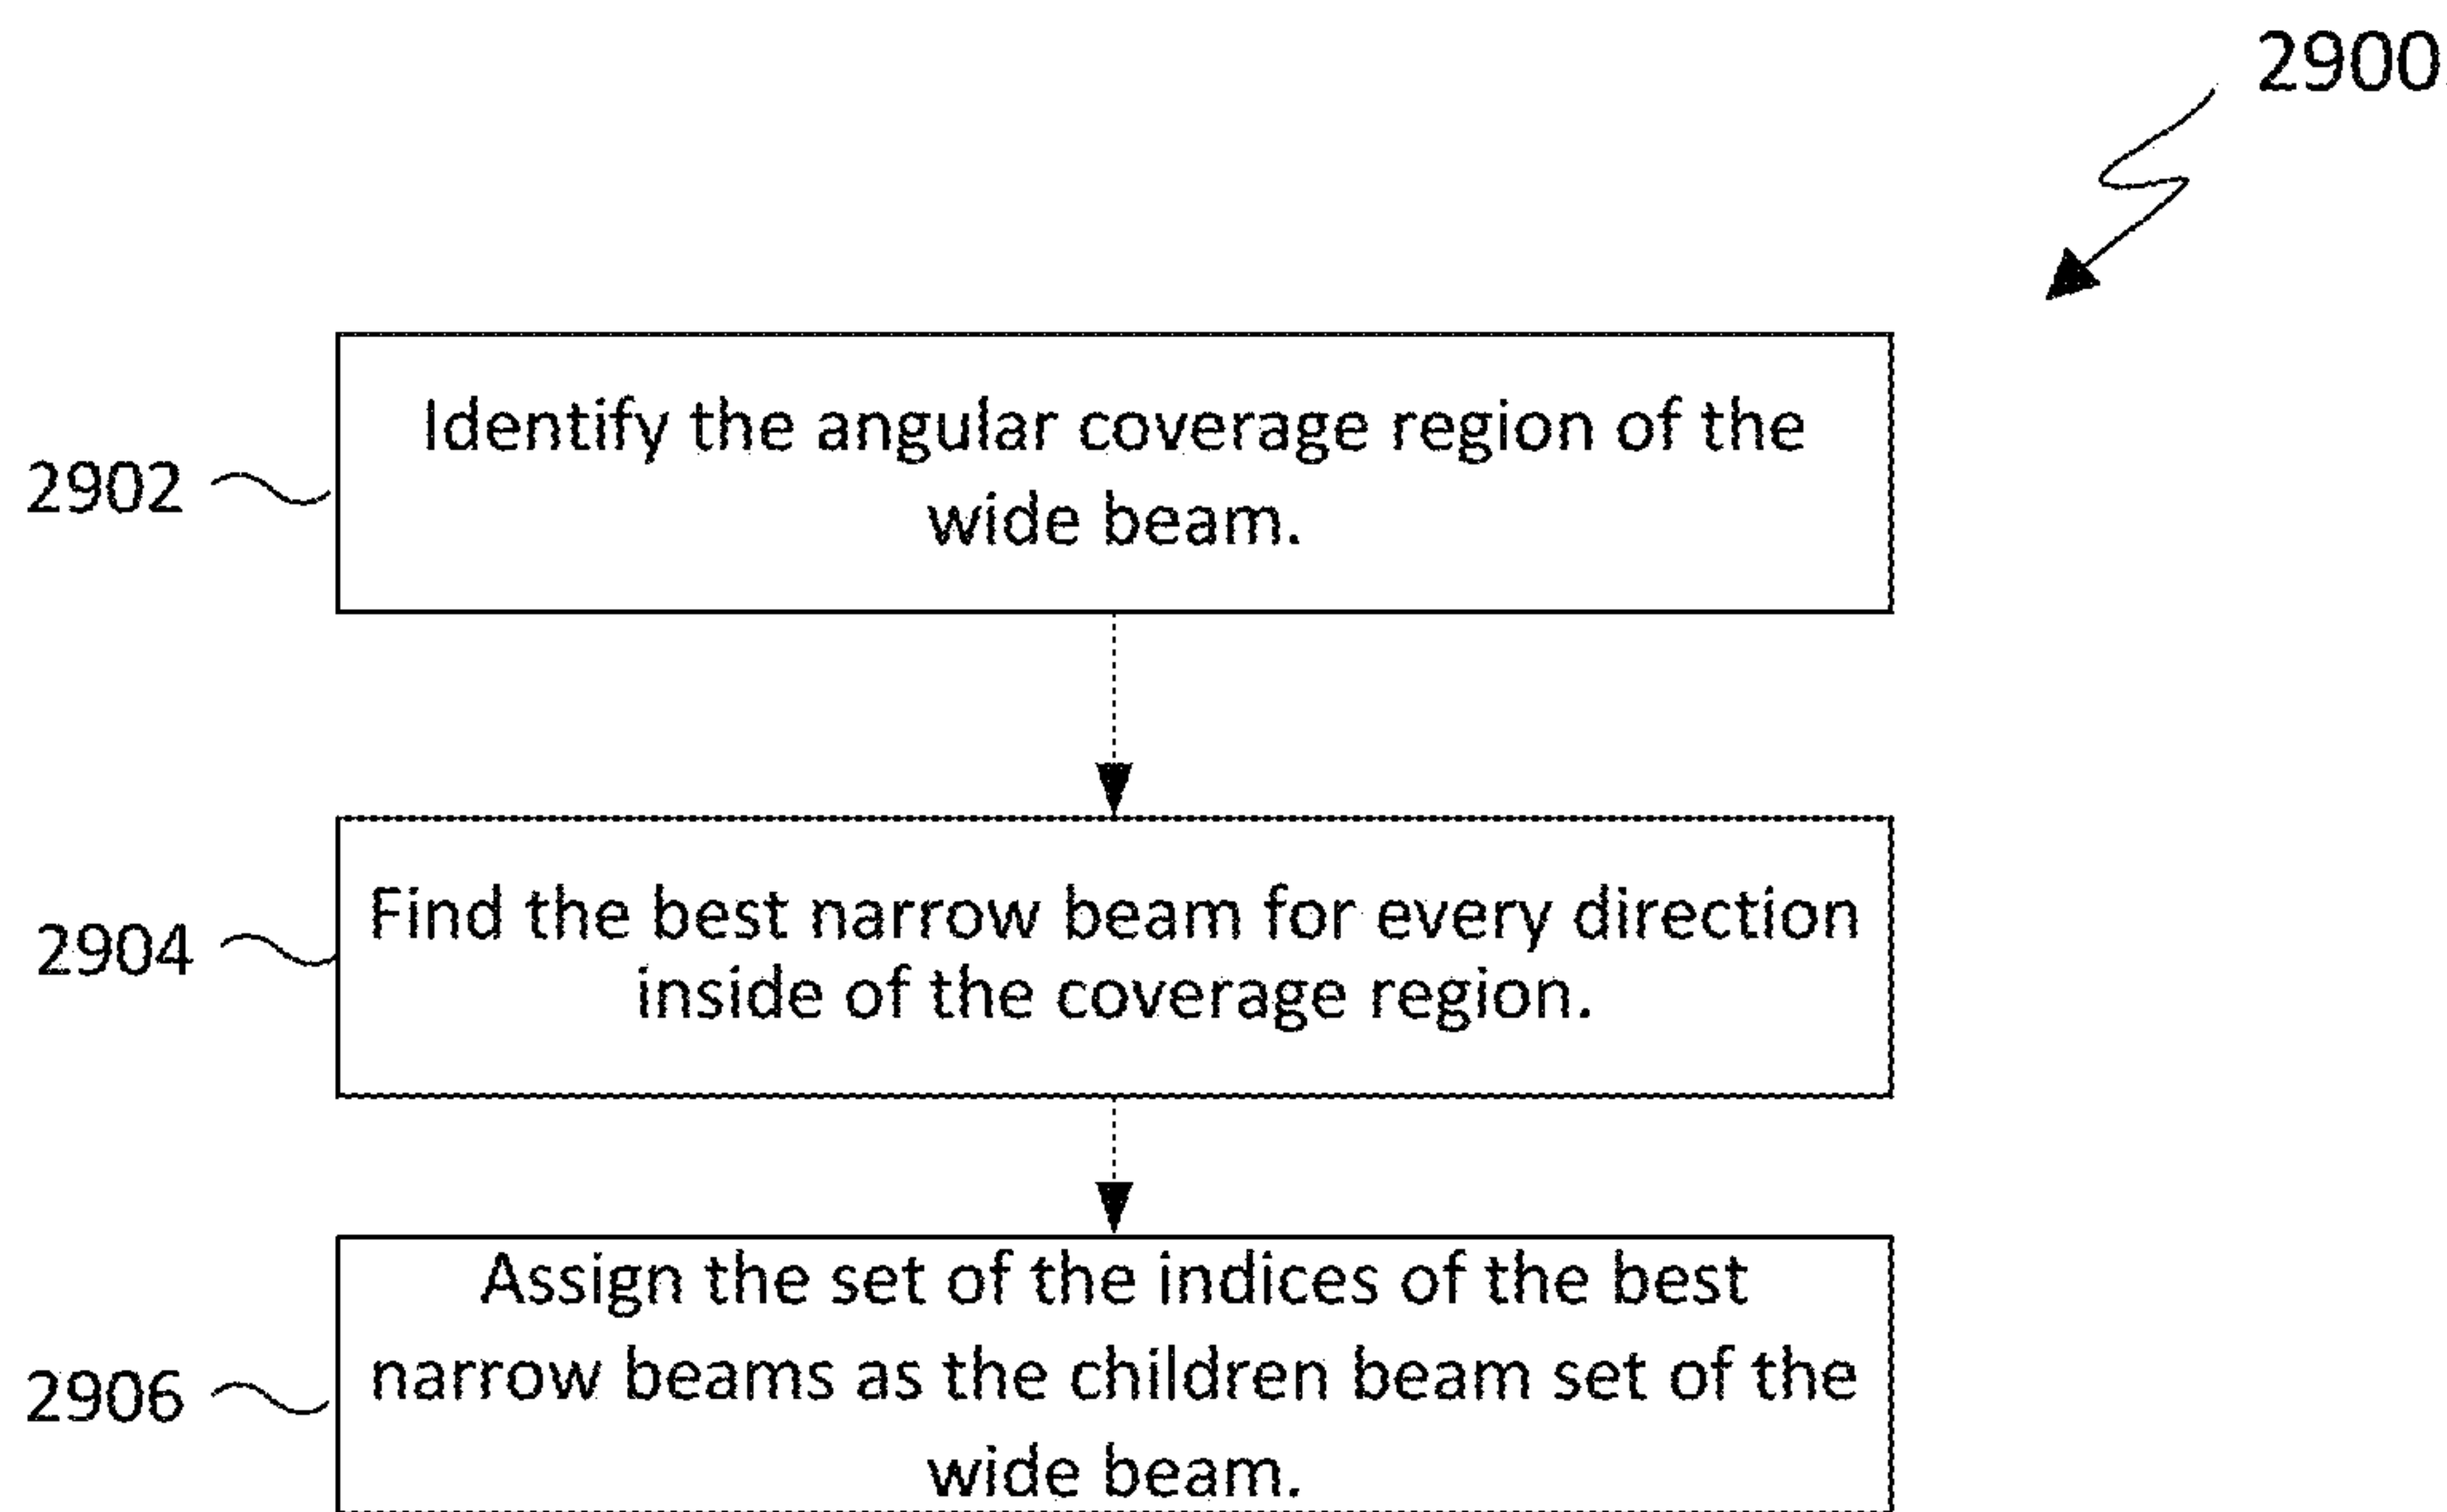 2900
Identify the angular coverage region of the
wide beam.
2902
Find the best narrow beam for every direction
inside of the coverage region.
2904
Assign the set of the indices of the best
narrow beams as the children beam set of the
wide beam.
2906